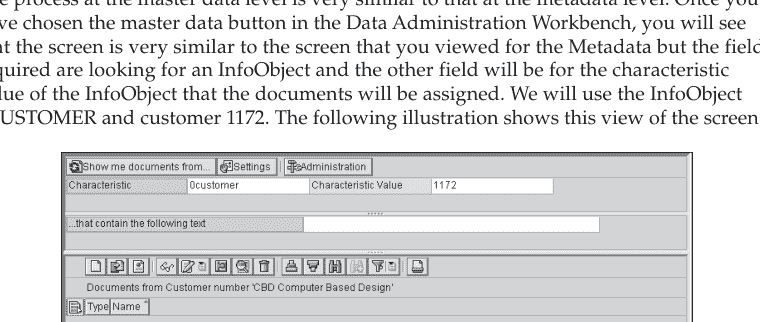 e process at the master data level is very similar to that at the metadata level. Once you
ve chosen the master data button in the Data Administration Workbench, you will see
at the screen is very similar to the screen that you viewed for the Metadata but the field
quired are looking for an InfoObject and the other field will be for the characteristic
lue of the InfoObject that the documents will be assigned. We will use the InfoObject
USTOMER and customer 1172. The following illustration shows this view of the screen
Show me documents from... Settings Administration
Characteristic 0customer Characteristic Value 1172
...that contain the following text
Documents from Customer number 'CBD Computer Based Design'
Type Name